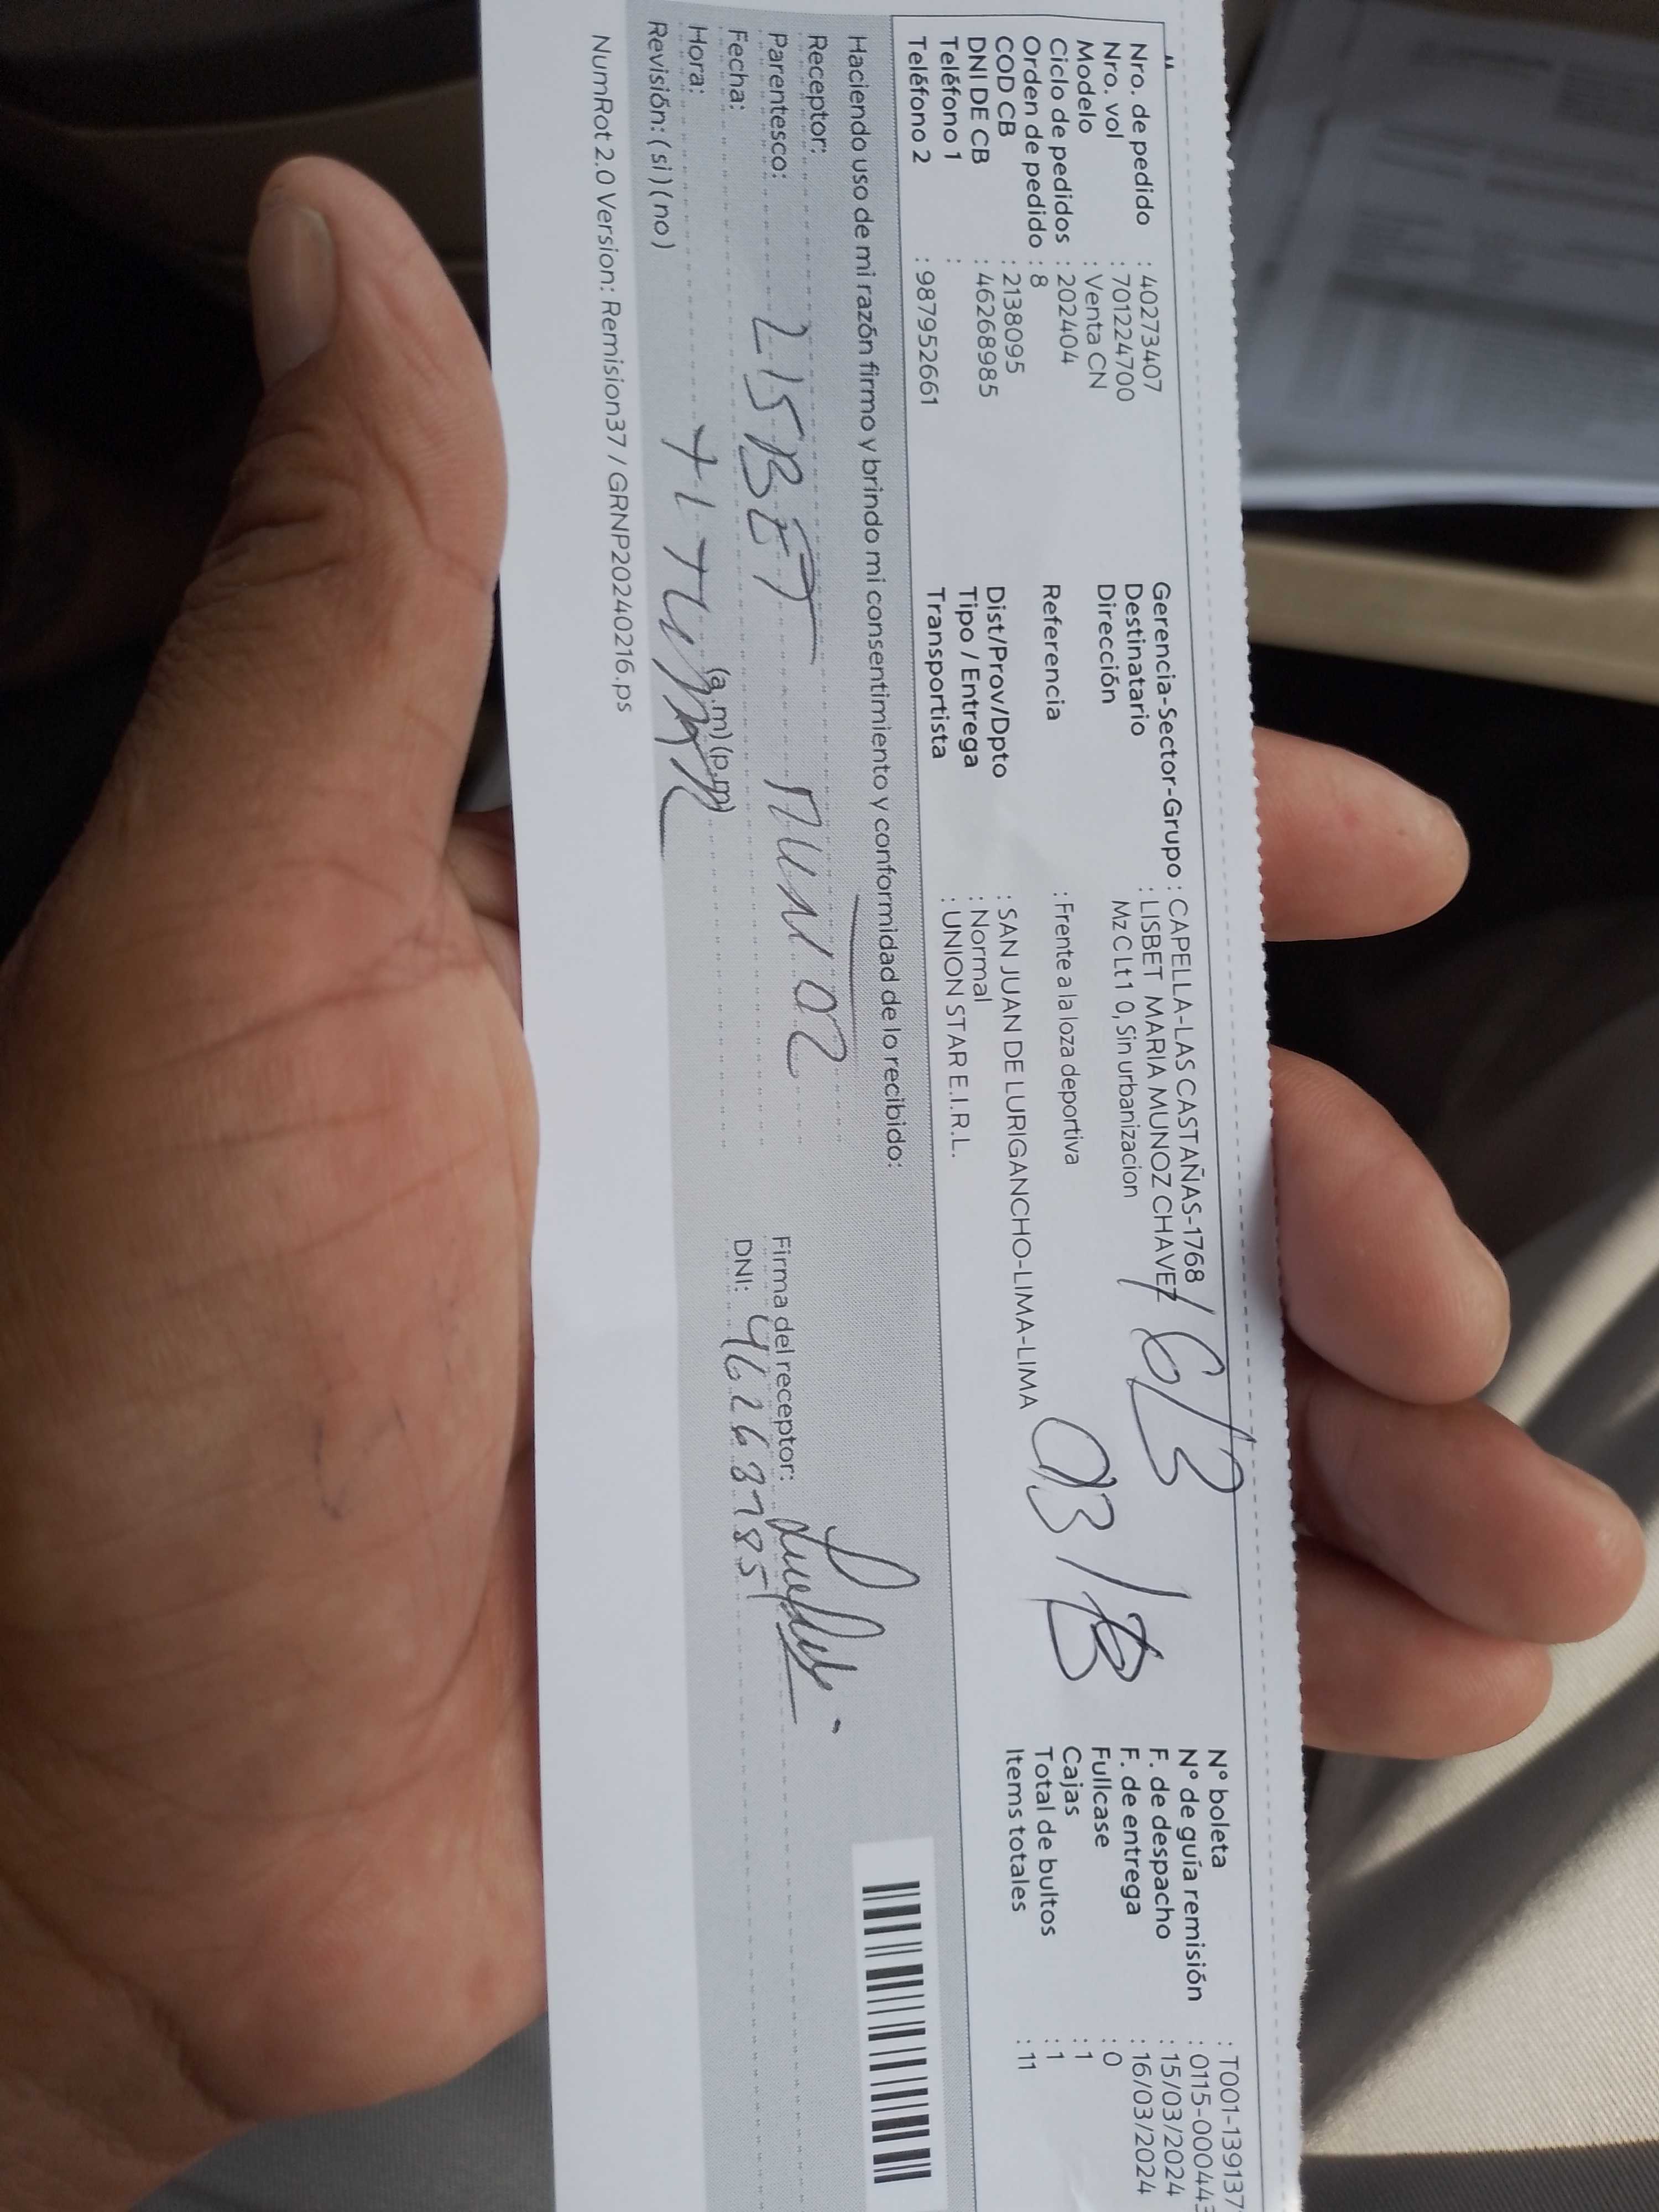 Nro. de pedido : 40273407
Nro. vol : 701224700
Modelo : Venta CN
Ciclo de pedidos : 202404
Orden de pedido : 8
COD CB : 2138095
DNI DE CB : 46268985
Teléfono 1 :
Teléfono 2 : 987952661
Gerencia-Sector-Grupo : CAPELLA-LAS CASTAÑAS-1768
Destinatario : LISBET MARIA MUNOZ CHAVEZ
Dirección Mz C Lt 1 0, Sin urbanizacion
Referencia : Frente a la loza deportiva
Dist/Prov/Dpto : SAN JUAN DE LURIGANCHO-LIMA-LIMA
Tipo / Entrega : Normal
Transportista : UNION STAR E.I.R.L.
N° boleta : T001-139137
N° de guía remisión : 0115-000443
F. de despacho : 15/03/2024
F. de entrega : 16/03/2024
Fullcase : 0
Cajas : 1
Total de bultos : 1
Items totales : 11
Haciendo uso de mi razón firmo y brindo mi consentimiento y conformidad de lo recibido:
Receptor:
Parentesco: LISBET MUÑOZ
Fecha:
Hora: TITULAR (a.m) (p.m)
Revisión: (si) (no)
Firma del receptor:
DNI: 46268985
NumRot 2.0 Version: Remision37 / GRNP20240216.ps